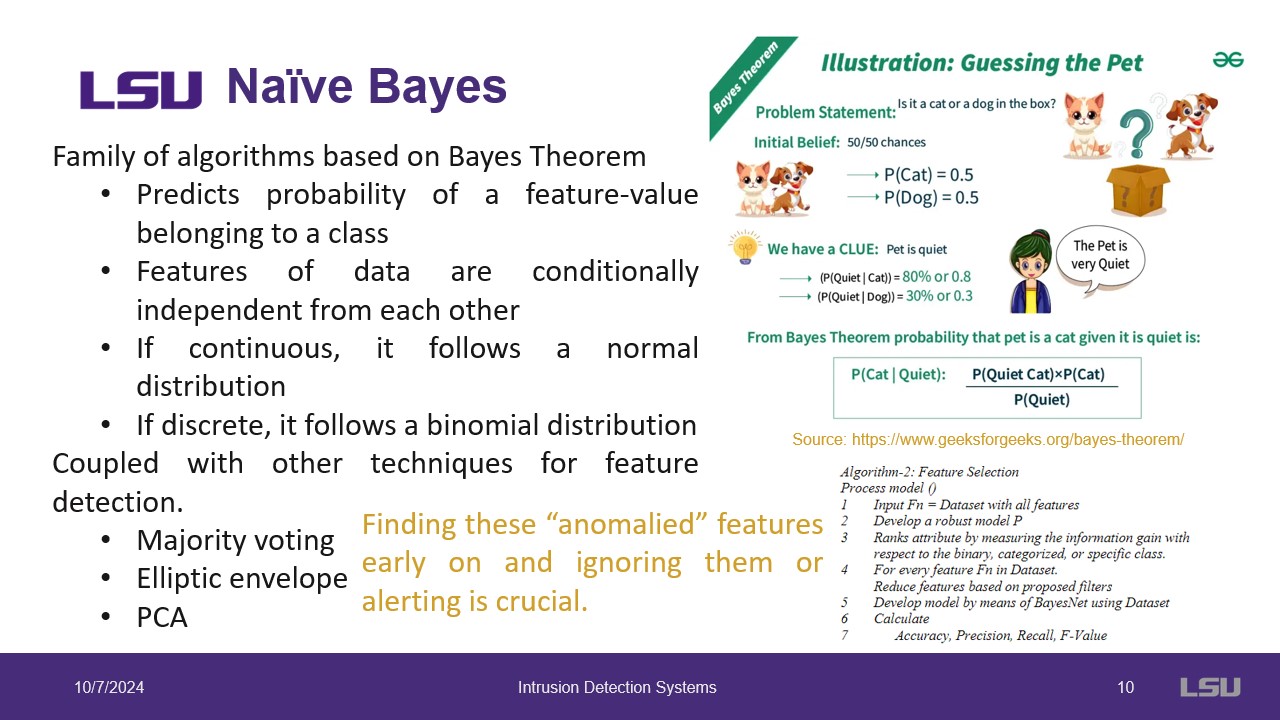 LSU Naïve Bayes
Family of algorithms based on Bayes Theorem
• Predicts probability of a feature-value
belonging to a class
• Features of data are conditionally
independent from each other
• If continuous, it follows a normal
distribution
• If discrete, it follows a binomial distribution
Coupled with other techniques for feature
detection.
• Majority voting
• Elliptic envelope
• PCA
Finding these “anomalied” features
early on and ignoring them or
alerting is crucial.
Bayes Theorem
Illustration: Guessing the Pet
Problem Statement: Is it a cat or a dog in the box?
Initial Belief: 50/50 chances
P(Cat) = 0.5
P(Dog) = 0.5
?
?
?
? ?
We have a CLUE: Pet is quiet
(P(Quiet | Cat)) = 80% or 0.8
(P(Quiet | Dog)) = 30% or 0.3
The Pet is
very Quiet
From Bayes Theorem probability that pet is a cat given it is quiet is:
P(Cat | Quiet): P(Quiet Cat)×P(Cat)
P(Quiet)
Source: https://www.geeksforgeeks.org/bayes-theorem/
Algorithm-2: Feature Selection
Process model ()
1 Input Fn = Dataset with all features
2 Develop a robust model P
3 Ranks attribute by measuring the information gain with
respect to the binary, categorized, or specific class.
4 For every feature Fn in Dataset.
Reduce features based on proposed filters
5 Develop model by means of BayesNet using Dataset
6 Calculate
7 Accuracy, Precision, Recall, F-Value
10/7/2024
Intrusion Detection Systems
10
LSU